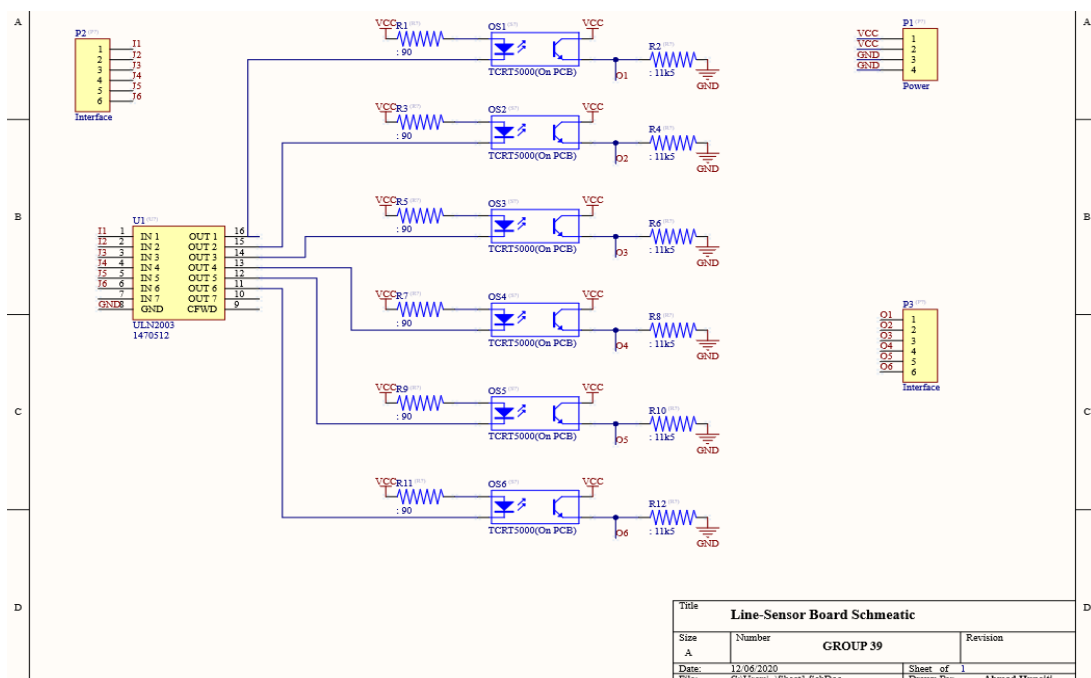 A
A
P2
1
2
3
4
5
6
J1
J2
J3
J4
J5
J6
Interface
VCC
R1
: 90
OS1
VCC
TCRT5000(On PCB)
O1
R2
: 11k5
GND
P1
VCC
VCC
GND
GND
1
2
3
4
Power
VCC
R3
: 90
OS2
VCC
TCRT5000(On PCB)
O2
R4
: 11k5
GND
B
B
VCC
R5
: 90
OS3
VCC
TCRT5000(On PCB)
O3
R6
: 11k5
GND
U1
J1 1 IN 1 OUT 1 16
J2 2 IN 2 OUT 2 15
J3 3 IN 3 OUT 3 14
J4 4 IN 4 OUT 4 13
J5 5 IN 5 OUT 5 12
J6 6 IN 6 OUT 6 11
7 IN 7 OUT 7 10
GND 8 GND CFWD 9
ULN2003
1470512
VCC
R7
: 90
OS4
VCC
TCRT5000(On PCB)
O4
R8
: 11k5
GND
P3
O1 1
O2 2
O3 3
O4 4
O5 5
O6 6
Interface
C
C
VCC
R9
: 90
OS5
VCC
TCRT5000(On PCB)
O5
R10
: 11k5
GND
VCC
R11
: 90
OS6
VCC
TCRT5000(On PCB)
O6
R12
: 11k5
GND
D
D
Title
Line-Sensor Board Schmeatic
Size
A
Number
GROUP 39
Revision
Date: 12/06/2020 Sheet of 1